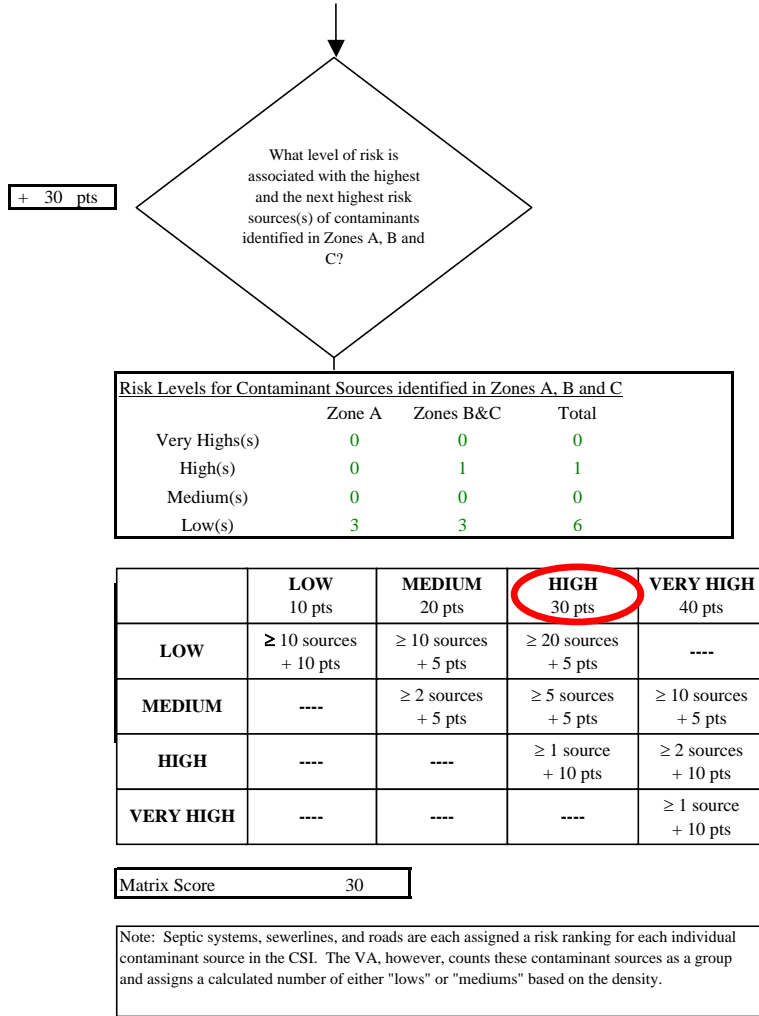 What level of risk is
associated with the highest
and the next highest risk
sources(s) of contaminants
identified in Zones A, B and
C?
+ 30 pts
Risk Levels for Contaminant Sources identified in Zones A, B and C
Zone A Zones B&C Total
Very Highs(s) 0 0 0
High(s) 0 1 1
Medium(s) 0 0 0
Low(s) 3 3 6
LOW MEDIUM HIGH VERY HIGH
10 pts 20 pts 30 pts 40 pts
LOW ≥ 10 sources ≥ 10 sources ≥ 20 sources ----
+ 10 pts + 5 pts + 5 pts
MEDIUM ---- ≥ 2 sources ≥ 5 sources ≥ 10 sources
+ 5 pts + 5 pts + 5 pts
HIGH ---- ---- ≥ 1 source ≥ 2 sources
+ 10 pts + 10 pts
VERY HIGH ---- ---- ---- ≥ 1 source
+ 10 pts
Matrix Score 30
Note: Septic systems, sewerlines, and roads are each assigned a risk ranking for each individual
contaminant source in the CSI. The VA, however, counts these contaminant sources as a group
and assigns a calculated number of either "lows" or "mediums" based on the density.